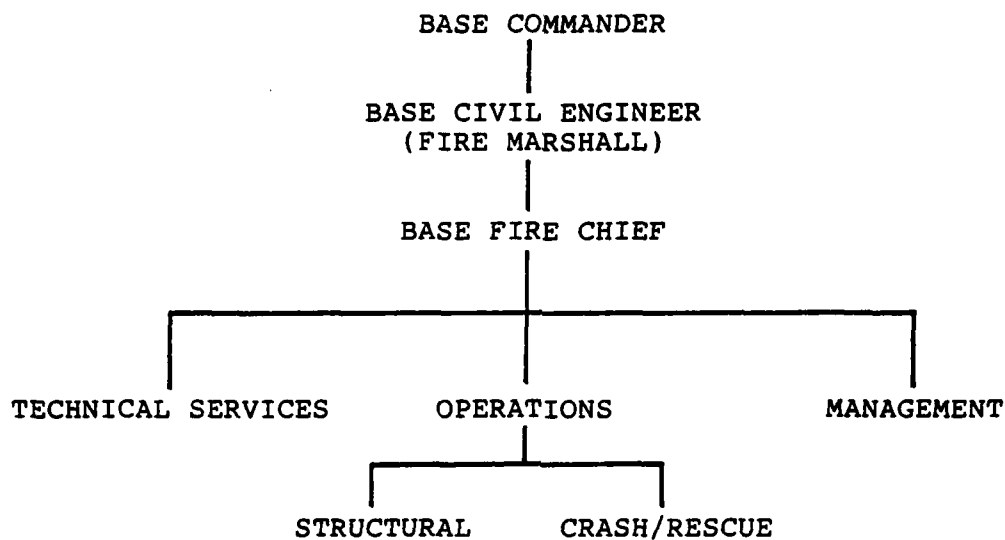 BASE COMMANDER
BASE CIVIL ENGINEER
(FIRE MARSHALL)
BASE FIRE CHIEF
TECHNICAL SERVICES OPERATIONS MANAGEMENT
STRUCTURAL CRASH/RESCUE